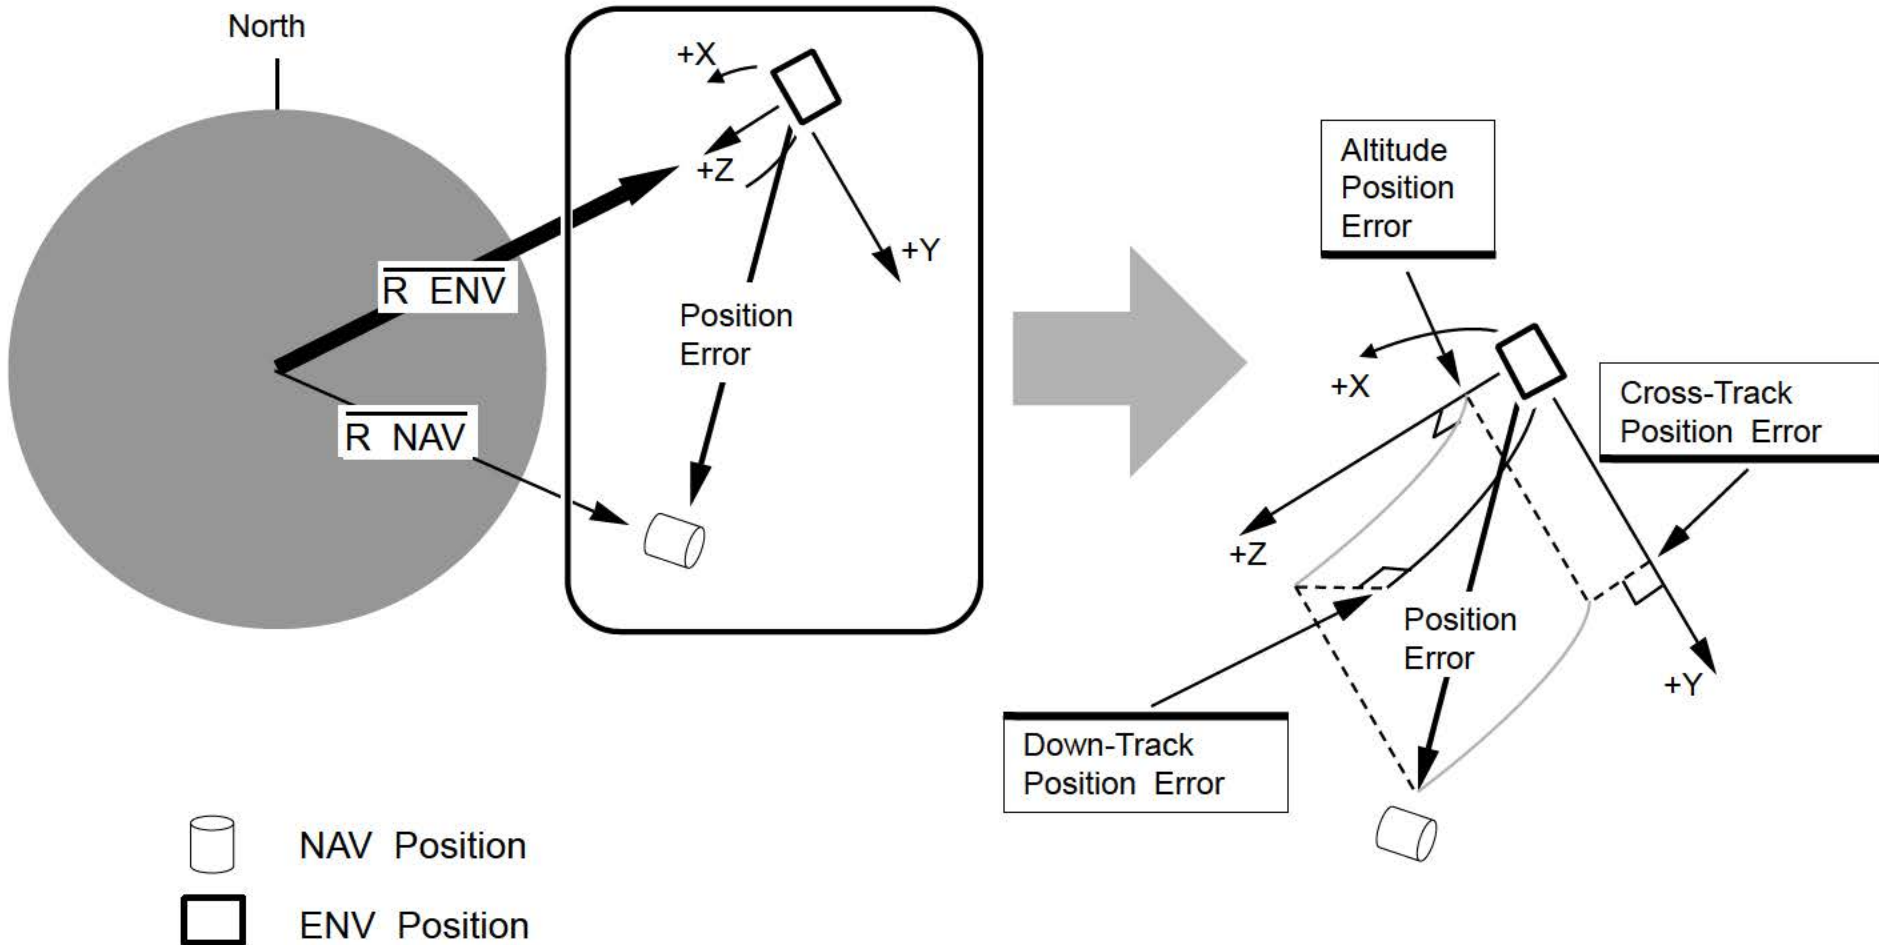 North
+X
+Z
+Y
R ENV
Position
Error
R NAV
Altitude
Position
Error
+X
Cross-Track
Position Error
+Z
Position
Error
+Y
Down-Track
Position Error
NAV Position
ENV Position